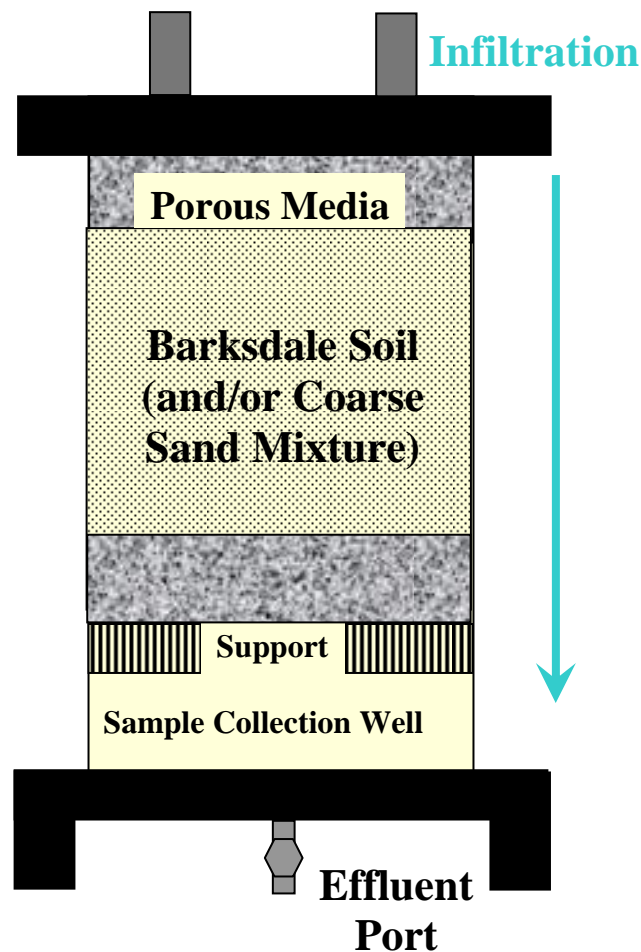 Infiltration
Porous Media
Barksdale Soil
(and/or Coarse
Sand Mixture)
Support
Sample Collection Well
Effluent
Port